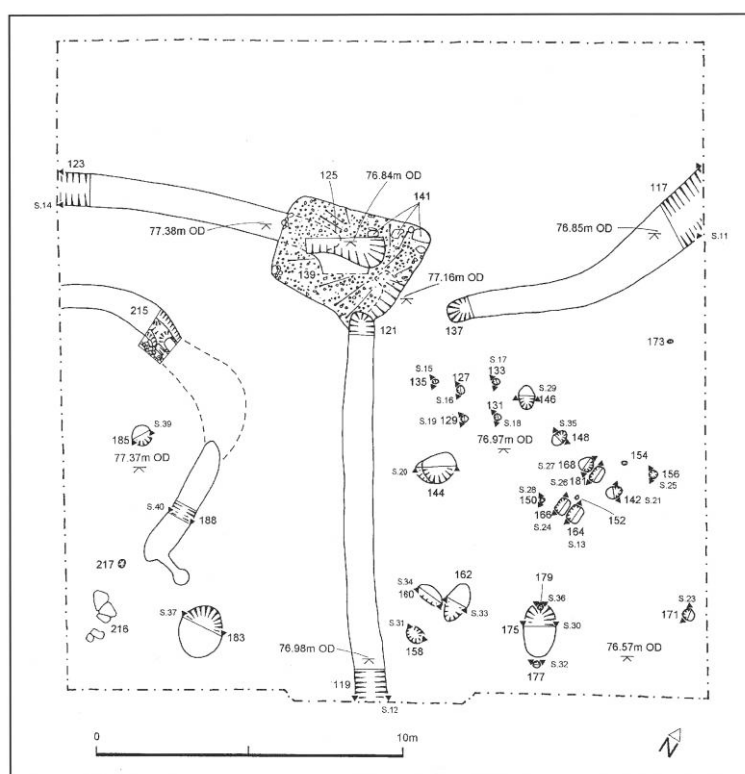 123
S.14
125
76.84m OD
141
77.38m OD
139
77.16m OD
121
117
76.85m OD
S.11
137
173
215
S.15
135
127
S.16
S.17
133
S.29
146
S.19
129
131
S.18
76.97m OD
S.35
148
S.39
185
77.37m OD
S.20
144
S.27
168
154
S.26
181
156
S.25
S.28
150
142
S.21
166
S.24
152
164
S.13
S.40
188
217
216
S.37
183
S.34
160
162
S.33
S.31
158
179
S.36
175
S.30
S.32
177
S.23
171
76.57m OD
76.98m OD
119
S.12
0
10m
N